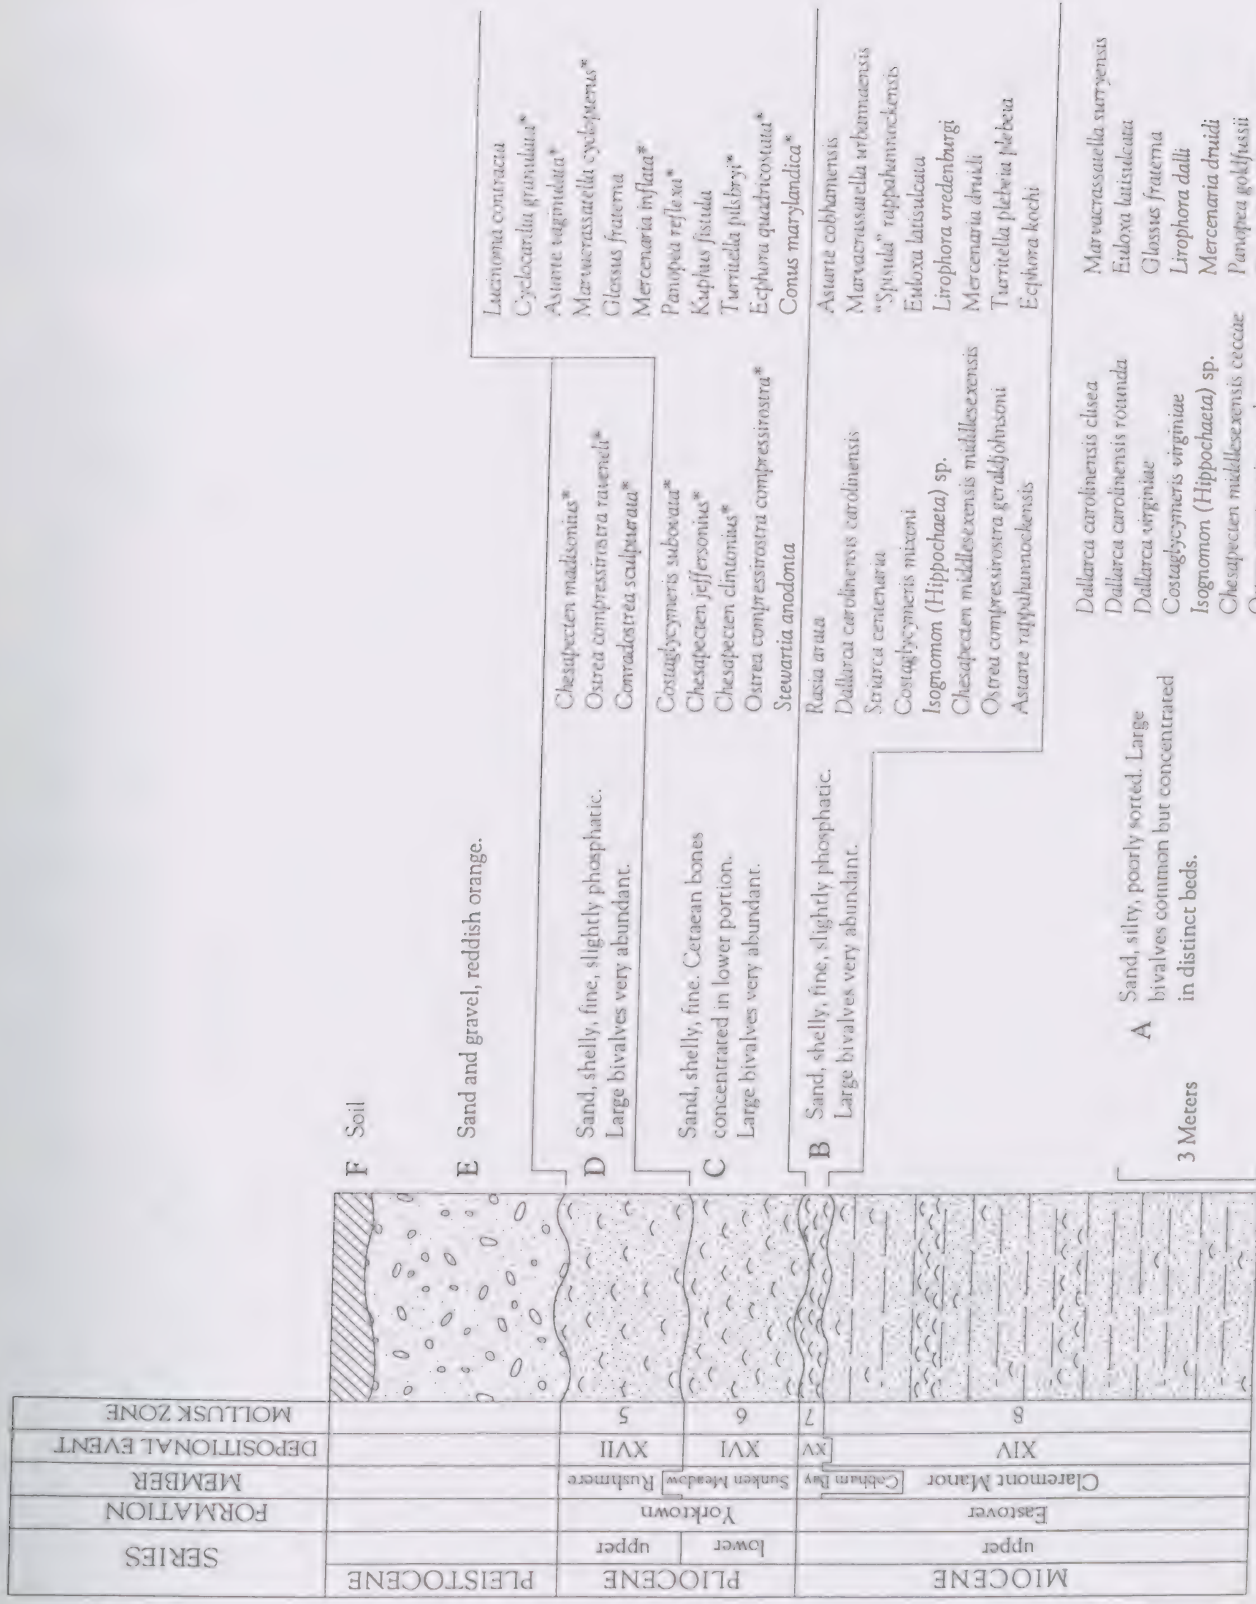 SERIES
FORMATION
MEMBER
DEPOSITIONAL EVENT
MOLLUSK ZONE
PLEISTOCENE
PLIOCENE
upper
lower
Yorktown
Rushmere
Sunken Meadow
XVII
XVI
5
6
MIOCENE
upper
Eastover
Cobham Bay
Claremont Manor
XV
XIV
7
8
F Soil
E Sand and gravel, reddish orange.
D Sand, shelly, fine, slightly phosphatic.
Large bivalves very abundant.
Chesapecten madisonius*
Ostrea compressirostra raveneli*
Conradostrea sculpturata*
C Sand, shelly, fine. Cetaean bones
concentrated in lower portion.
Large bivalves very abundant.
Costaglycymeris subovata*
Chesapecten jeffersonius*
Chesapecten clintonius*
Ostrea compressirostra compressirostra*
Stewartia anodonta
Lucinoma contracta
Cyclocardia granulata*
Astarte vaginulata*
Marvacrassatella cyclopterus*
Glossus fraterna
Mercenaria inflata*
Panopea reflexa*
Kuphus fistula
Turritella pilsbryi*
Ecphora quadricostata*
Conus marylandica*
B Sand, shelly, fine, slightly phosphatic.
Large bivalves very abundant.
Rasia arata
Dallarca carolinensis carolinensis
Striarca centenaria
Costaglycymeris mixoni
Isognomon (Hippochaeta) sp.
Chesapecten middlesexensis middlesexensis
Ostrea compressirostra geraldjohnsoni
Astarte rappahannockensis
Astarte cobhamensis
Marvacrassatella urbannaensis
"Spisula" rappahannockensis
Euloxa latisulcata
Lirophora vredenburgi
Mercenaria druidi
Turritella plebeia plebeia
Ecphora kochi
A Sand, silty, poorly sorted. Large
bivalves common but concentrated
in distinct beds.
3 Meters
Dallarca carolinensis clisea
Dallarca carolinensis rotunda
Dallarca virginiae
Costaglycymeris virginiae
Isognomon (Hippochaeta) sp.
Chesapecten middlesexensis ceccae
Marvacrassatella surryensis
Euloxa latisulcata
Glossus fraterna
Lirophora dalli
Mercenaria druidi
Panopea goldfussii